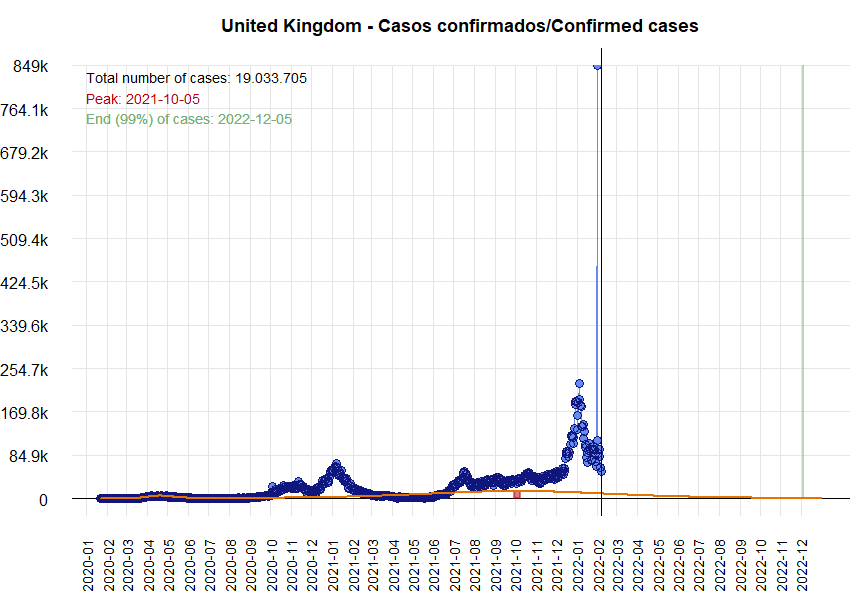 United Kingdom - Casos confirmados/Confirmed cases
849k
764.1k
679.2k
594.3k
509.4k
424.5k
339.6k
254.7k
169.8k
84.9k
0
Total number of cases: 19.033.705
Peak: 2021-10-05
End (99%) of cases: 2022-12-05
2020-01
2020-02
2020-03
2020-04
2020-05
2020-06
2020-07
2020-08
2020-09
2020-10
2020-11
2020-12
2021-01
2021-02
2021-03
2021-04
2021-05
2021-06
2021-07
2021-08
2021-09
2021-10
2021-11
2021-12
2022-01
2022-02
2022-03
2022-04
2022-05
2022-06
2022-07
2022-08
2022-09
2022-10
2022-11
2022-12